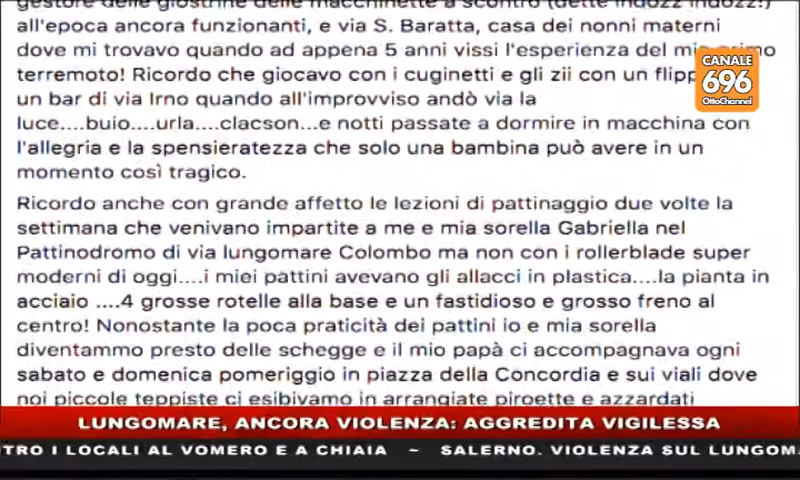 gestore delle giostrine delle macchinette a scontro (dette indozz indozz!)
all'epoca ancora funzionanti, e via S. Baratta, casa dei nonni materni
dove mi trovavo quando ad appena 5 anni vissi l'esperienza del mio primo
terremoto! Ricordo che giocavo con i cuginetti e gli zii con un flipp
un bar di via Irno quando all'improvviso andò via la
luce....buio....urla....clacson...e notti passate a dormire in macchina con
l'allegria e la spensieratezza che solo una bambina può avere in un
momento così tragico.
Ricordo anche con grande affetto le lezioni di pattinaggio due volte la
settimana che venivano impartite a me e mia sorella Gabriella nel
Pattinodromo di via lungomare Colombo ma non con i rollerblade super
moderni di oggi....i miei pattini avevano gli allacci in plastica....la pianta in
acciaio ....4 grosse rotelle alla base e un fastidioso e grosso freno al
centro! Nonostante la poca praticità dei pattini io e mia sorella
diventammo presto delle schegge e il mio papà ci accompagnava ogni
sabato e domenica pomeriggio in piazza della Concordia e sui viali dove
noi piccole teppiste ci esibivamo in arrangiate piroette e azzardati
CANALE
696
OttoChannel
LUNGOMARE, ANCORA VIOLENZA: AGGREDITA VIGILESSA
TRO I LOCALI AL VOMERO E A CHIAIA ~ SALERNO. VIOLENZA SUL LUNGOMA